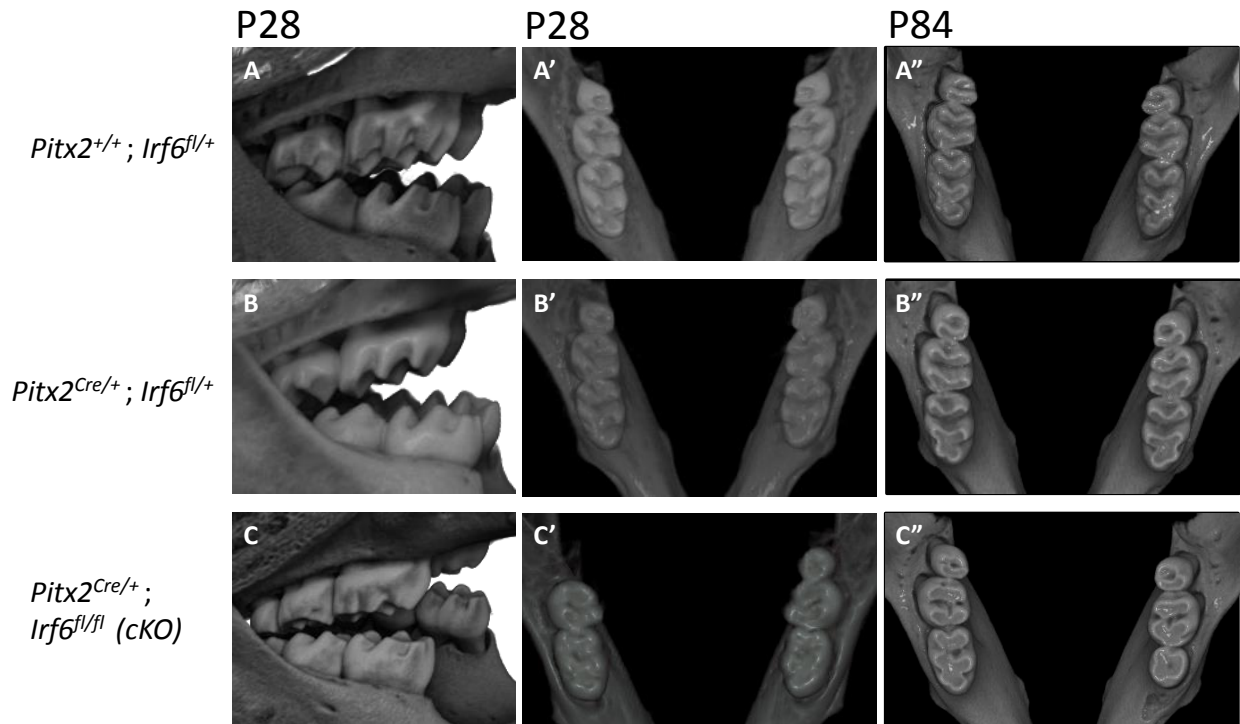 P28 P28 P84
Pitx2+/+ ; Irf6fl/+
A A’ A”
Pitx2Cre/+ ; Irf6fl/+
B B’ B”
Pitx2Cre/+ ;
Irf6fl/fl (cKO)
C C’ C”